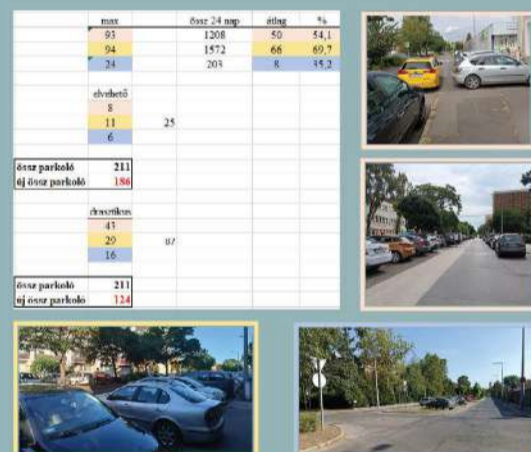 max össz 24 nap átlag %
93 1208 50 54,1
94 1572 66 69,7
24 203 8 35,2
elvehető
8
11 25
6
össz parkoló 211
új össz parkoló 186
drasztikus
43
29 87
16
össz parkoló 211
új össz parkoló 124